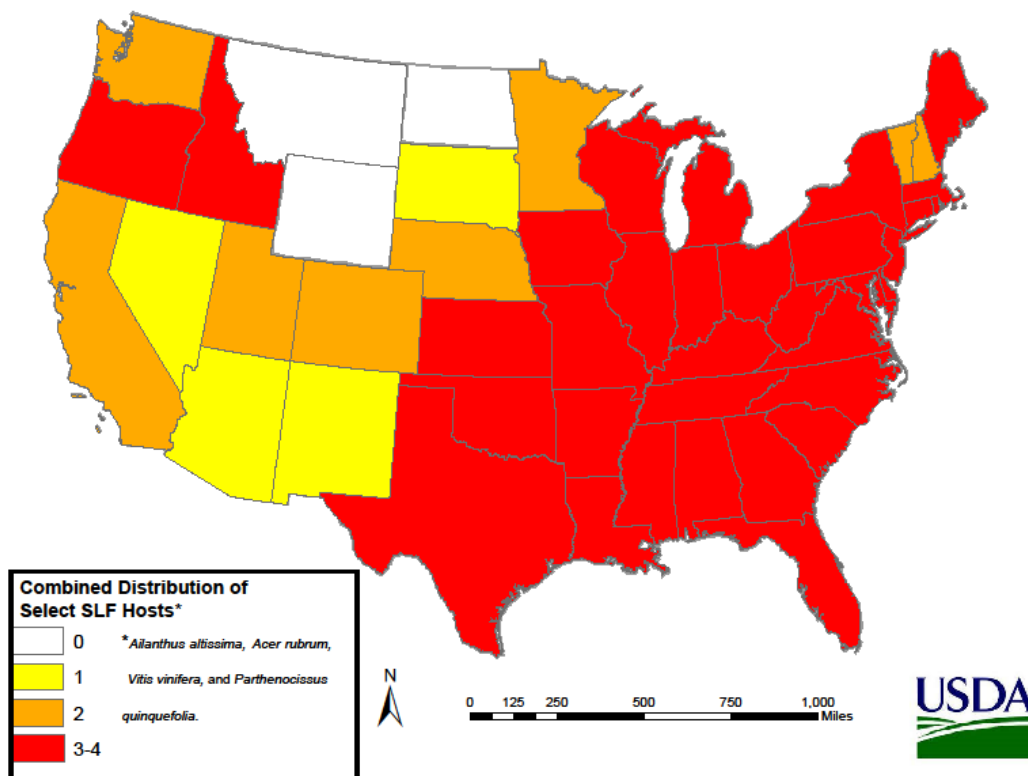 Combined Distribution of
Select SLF Hosts*
0 *Ailanthus altissima, Acer rubrum,
1 Vitis vinifera, and Parthenocissus
2 quinquefolia.
3-4
N
0 125 250 500 750 1,000
Miles
USDA